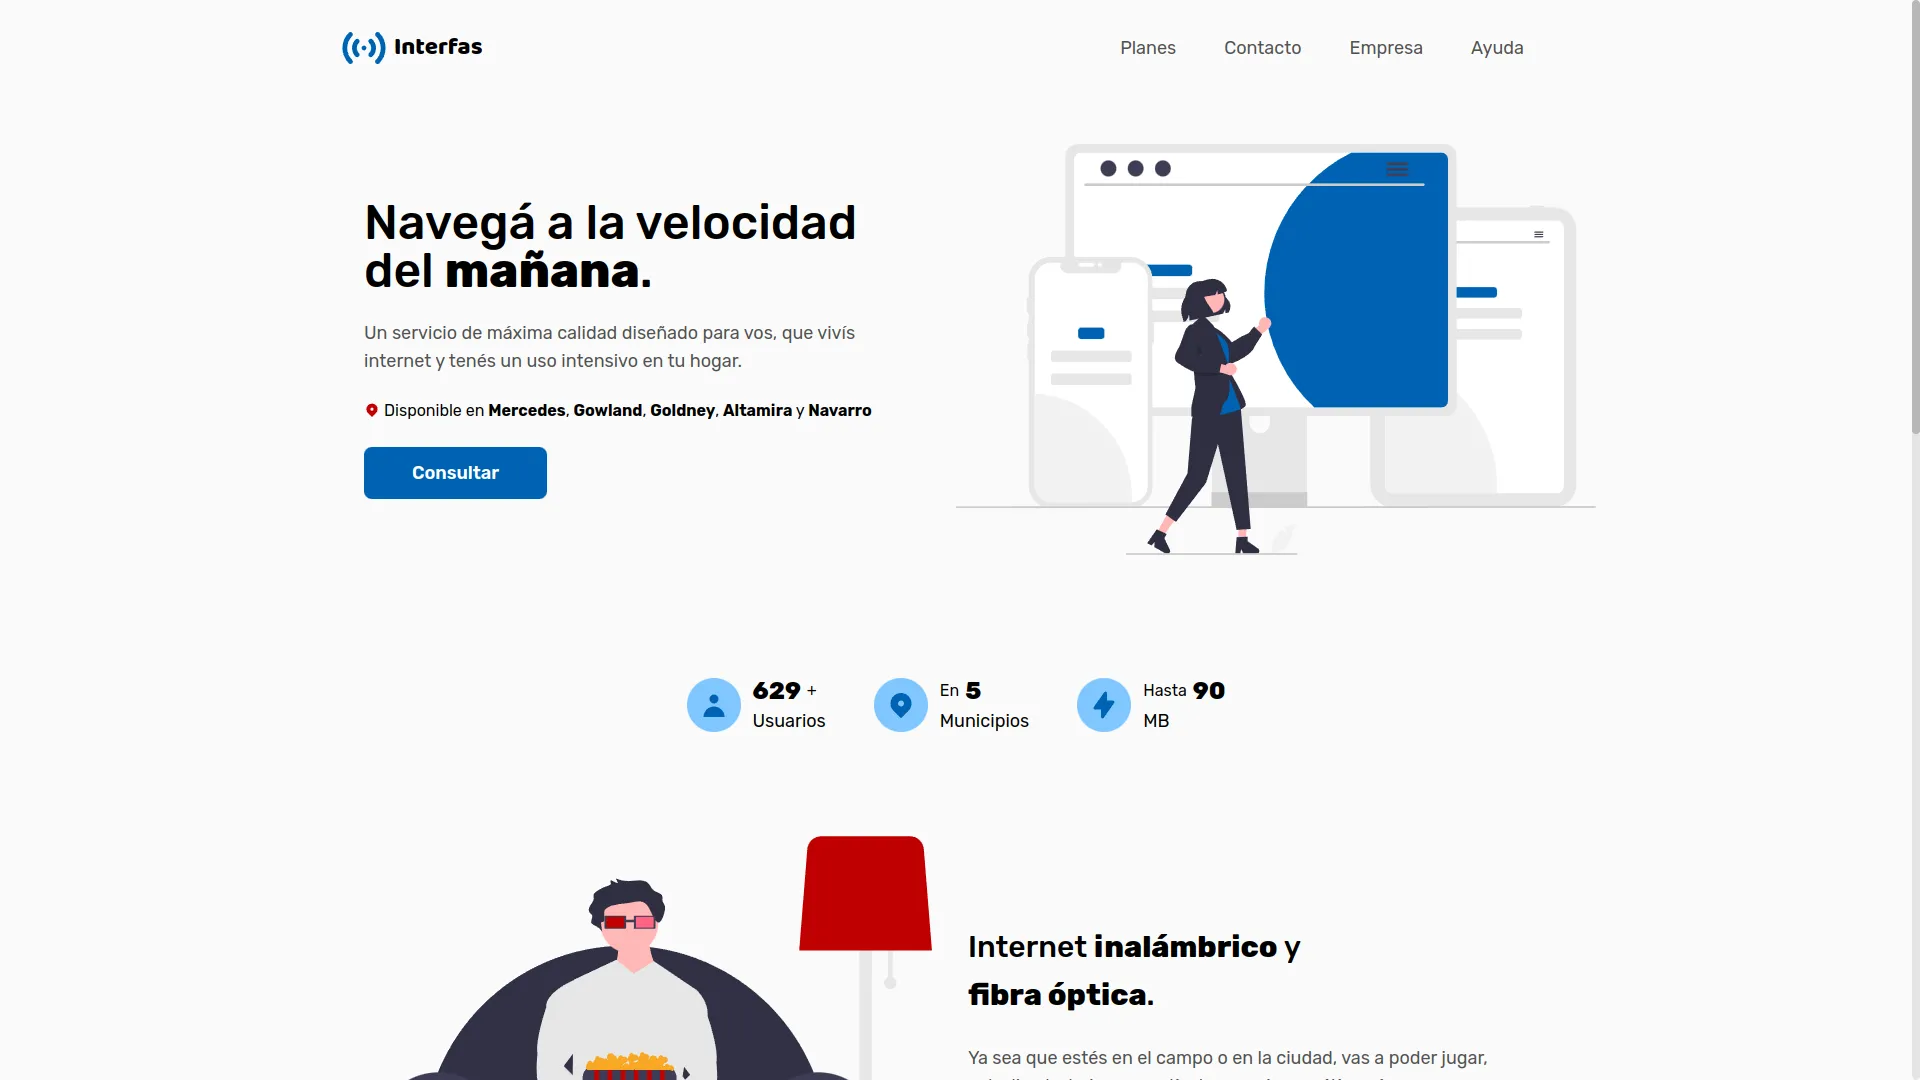 Interfas
Planes
Contacto
Empresa
Ayuda
Navegá a la velocidad
del mañana.
Un servicio de máxima calidad diseñado para vos, que vivís
internet y tenés un uso intensivo en tu hogar.
Disponible en Mercedes, Gowland, Goldney, Altamira y Navarro
Consultar
629 +
Usuarios
En 5
Municipios
Hasta 90
MB
Internet inalámbrico y
fibra óptica.
Ya sea que estés en el campo o en la ciudad, vas a poder jugar,